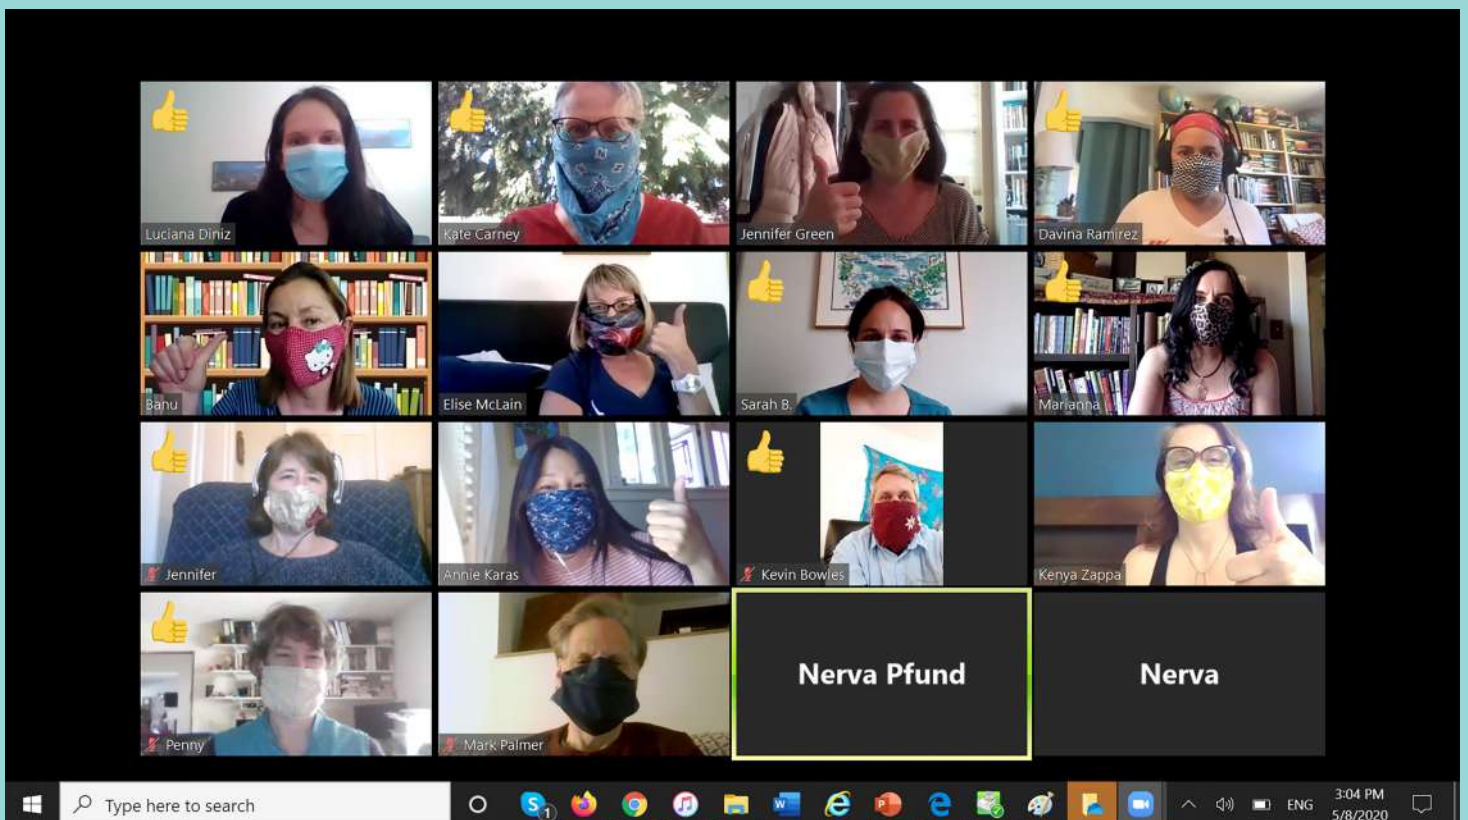 Luciana Diniz
Kate Carney
Jennifer Green
Davina Ramirez
Banu
Elise McLain
Sarah B.
Marianna
Jennifer
Annie Karas
Kevin Bowles
Kenya Zappa
Penny
Mark Palmer
Nerva Pfund
Nerva
Type here to search
ENG
3:04 PM
5/8/2020